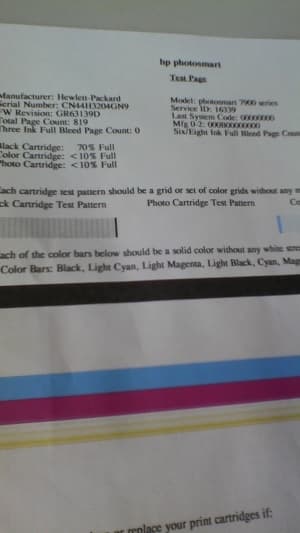 hp photosmart
Test Page
Manufacturer: Hewlett-Packard
Serial Number: CN44H3204GN9
FW Revision: GR63139D
Total Page Count: 819
Three Ink Full Bleed Page Count: 0
Model: photosmart 7900 series
Service ID: 16339
Last System Code: 00000000
Mfg 0-2: 0000000000000
Six/Eight Ink Full Bleed Page
Black Cartridge: 70% Full
Color Cartridge: <10% Full
Photo Cartridge: <10% Full
Each cartridge test pattern should be a grid or set of color grids without any
Cartridge Test Pattern Photo Cartridge Test Pattern
Each of the color bars below should be a solid color without any white
Color Bars: Black, Light Cyan, Light Magenta, Light Black, Cyan,
or replace your print cartridges if: